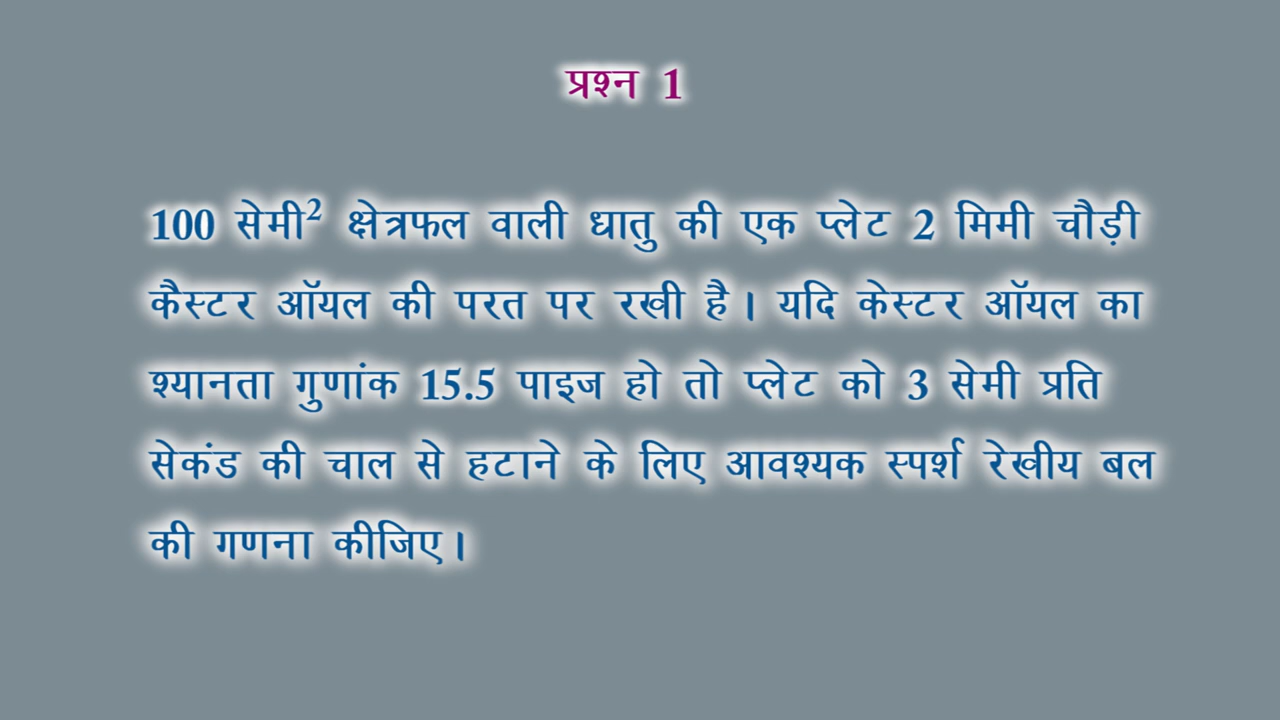 प्रश्न 1
100 सेमी² क्षेत्रफल वाली धातु की एक प्लेट 2 मिमी चौड़ी
कैस्टर ऑयल की परत पर रखी है। यदि केस्टर ऑयल का
श्यानता गुणांक 15.5 पाइज हो तो प्लेट को 3 सेमी प्रति
सेकंड की चाल से हटाने के लिए आवश्यक स्पर्श रेखीय बल
की गणना कीजिए।